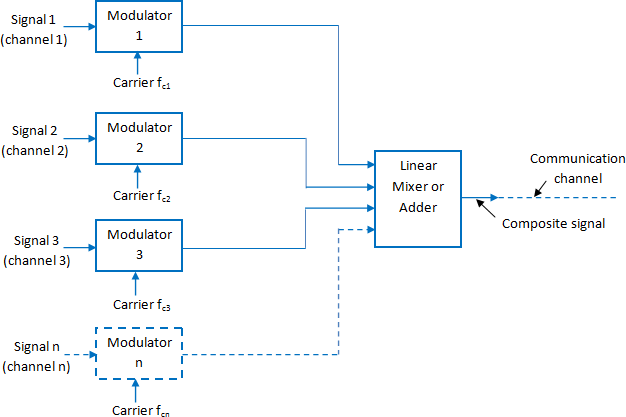 Signal 1
(channel 1)
Modulator
1
Carrier fc1
Signal 2
(channel 2)
Modulator
2
Carrier fc2
Signal 3
(channel 3)
Modulator
3
Carrier fc3
Signal n
(channel n)
Modulator
n
Carrier fcn
Linear
Mixer or
Adder
Communication
channel
Composite signal